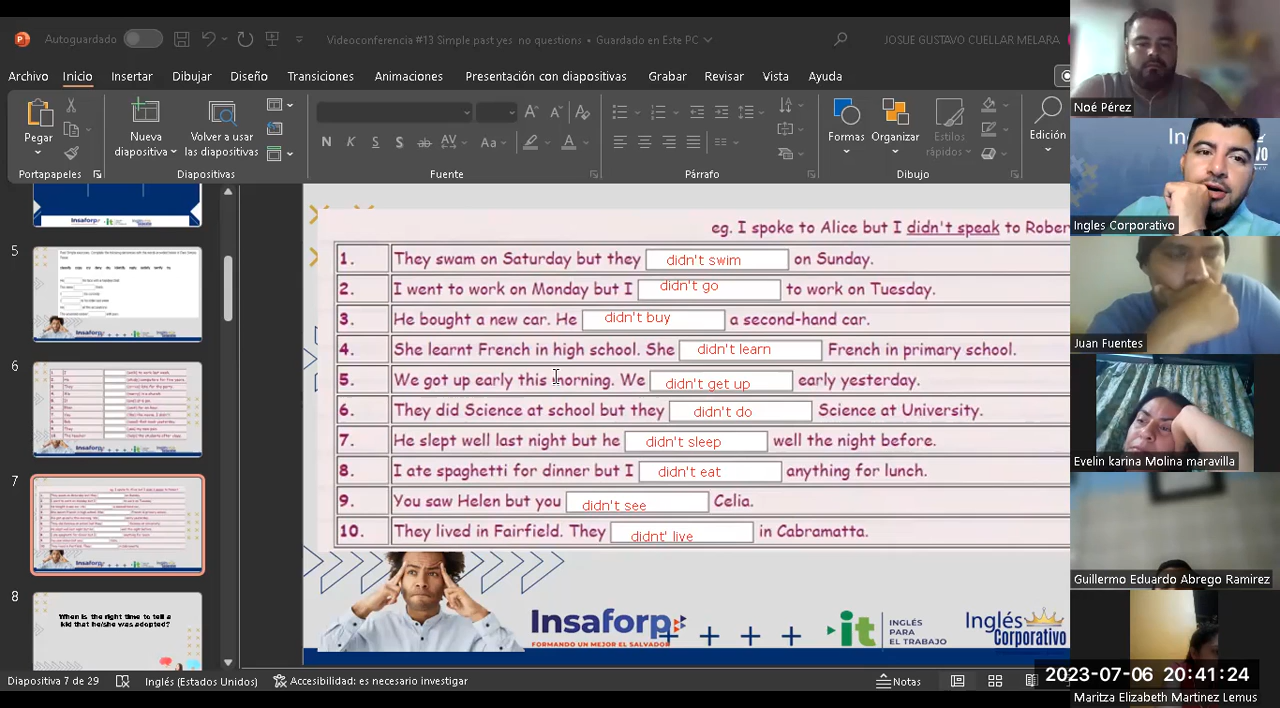 Autoguardado
Videoconferencia #13 Simple past yes no questions • Guardado en Este PC
JOSUE GUSTAVO CUELLAR MELARA
Archivo Inicio Insertar Dibujar Diseño Transiciones Animaciones Presentación con diapositivas Grabar Revisar Vista Ayuda
Pegar
Nueva diapositiva
Volver a usar las diapositivas
N K S S AV Aa A
Formas Organizar Estilos rápidos Edición
Portapapeles Diapositivas Fuente Párrafo Dibujo
5
6
7
8
When is the right time to tell a
kid that he/she was adopted?
eg. I spoke to Alice but I didn't speak to Rober
1. They swam on Saturday but they didn't swim on Sunday.
2. I went to work on Monday but I didn't go to work on Tuesday.
3. He bought a new car. He didn't buy a second-hand car.
4. She learnt French in high school. She didn't learn French in primary school.
5. We got up early this morning. We didn't get up early yesterday.
6. They did Science at school but they didn't do Science at University.
7. He slept well last night but he didn't sleep well the night before.
8. I ate spaghetti for dinner but I didn't eat anything for lunch.
9. You saw you didn't see Celia.
10. They lived in Fairfield. They didnt' live in Cabramatta.
Insaforp
FORMANDO UN MEJOR EL SALVADOR
it
INGLÉS
PARA
EL TRABAJO
Inglés
Corporativo
Diapositiva 7 de 29 Inglés (Estados Unidos) Accesibilidad: es necesario investigar Notas
Noé Pérez
Ingles Corporativo
Juan Fuentes
Evelin karina Molina maravilla
Guillermo Eduardo Abrego Ramirez
2023-07-06 20:41:24
Maritza Elizabeth Martinez Lemus